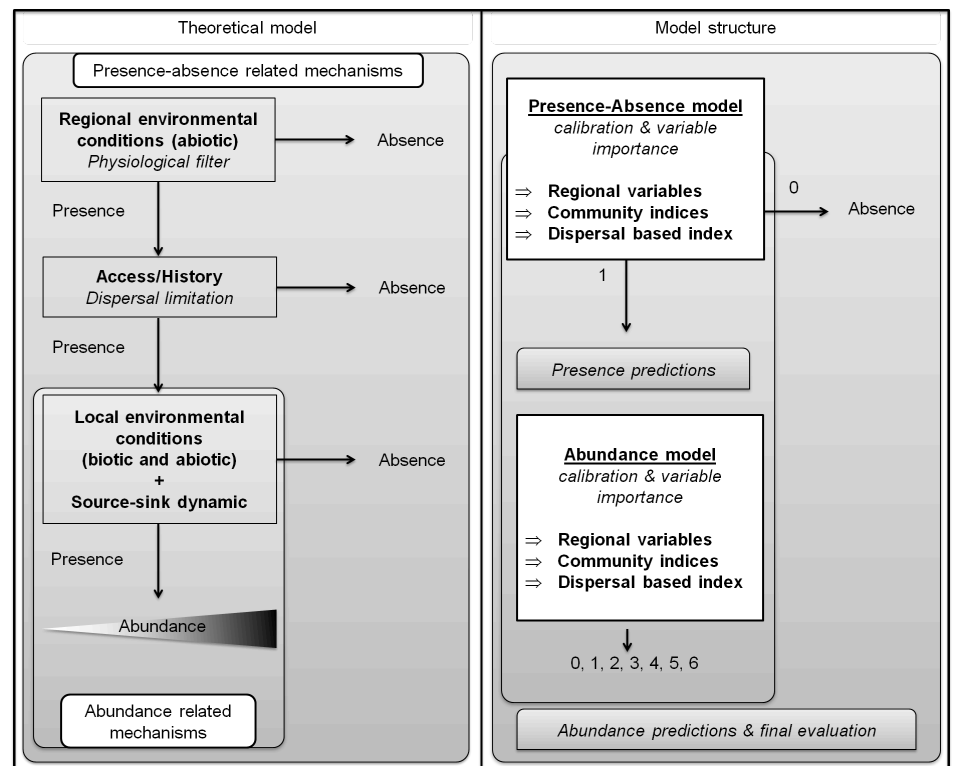 Theoretical model
Presence-absence related mechanisms
Regional environmental
conditions (abiotic)
Physiological filter
Absence
Presence
Access/History
Dispersal limitation
Absence
Presence
Local environmental
conditions
(biotic and abiotic)
+
Source-sink dynamic
Absence
Presence
Abundance
Abundance related
mechanisms
Model structure
Presence-Absence model
calibration & variable
importance
⇒ Regional variables
⇒ Community indices
⇒ Dispersal based index
0
Absence
1
Presence predictions
Abundance model
calibration & variable
importance
⇒ Regional variables
⇒ Community indices
⇒ Dispersal based index
0, 1, 2, 3, 4, 5, 6
Abundance predictions & final evaluation